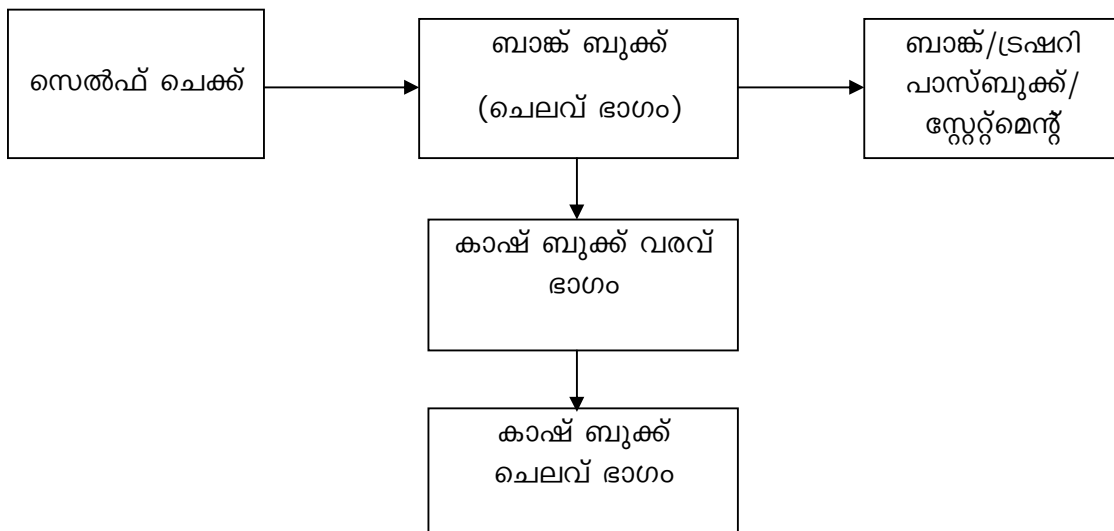 സെൽഫ് ചെക്ക്
ബാങ്ക് ബുക്ക്
(ചെലവ് ഭാഗം)
ബാങ്ക്/ട്രഷറി
പാസ്ബുക്ക്/
സ്റ്റേറ്റ്മെന്റ്
കാഷ് ബുക്ക് വരവ്
ഭാഗം
കാഷ് ബുക്ക്
ചെലവ് ഭാഗം